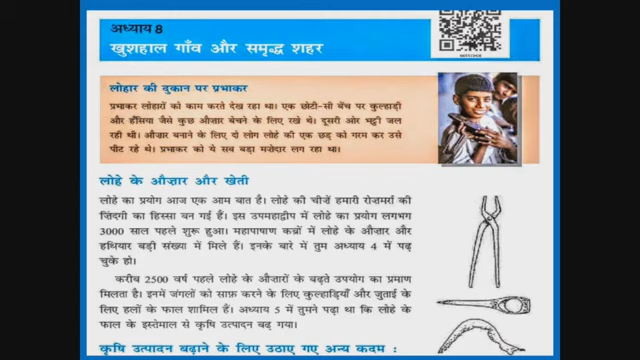 अध्याय 8
खुशहाल गाँव और समृद्ध शहर
लोहार की दुकान पर प्रभाकर
प्रभाकर लोहारों को काम करते देख रहा था। एक छोटी-सी बेंच पर कुल्हाड़ी
और हँसिया जैसे कुछ औज़ार बेचने के लिए रखे थे। दूसरी ओर भट्ठी जल
रही थी। औज़ार बनाने के लिए दो लोग लोहे की एक छड़ को गरम कर उसे
पीट रहे थे। प्रभाकर को ये सब बड़ा मज़ेदार लग रहा था।
लोहे के औज़ार और खेती
लोहे का प्रयोग आज एक आम बात है। लोहे की चीज़ें हमारी रोज़मर्रा की
ज़िंदगी का हिस्सा बन गई हैं। इस उपमहाद्वीप में लोहे का प्रयोग लगभग
3000 साल पहले शुरू हुआ। महापाषाण कब्रों में लोहे के औज़ार और
हथियार बड़ी संख्या में मिले हैं। इनके बारे में तुम अध्याय 4 में पढ़
चुके हो।
करीब 2500 वर्ष पहले लोहे के औज़ारों के बढ़ते उपयोग का प्रमाण
मिलता है। इनमें जंगलों को साफ़ करने के लिए कुल्हाड़ियाँ और जुताई के
लिए हलों के फाल शामिल हैं। अध्याय 5 में तुमने पढ़ा था कि लोहे के
फाल के इस्तेमाल से कृषि उत्पादन बढ़ गया।
कृषि उत्पादन बढ़ाने के लिए उठाए गए अन्य कदम :